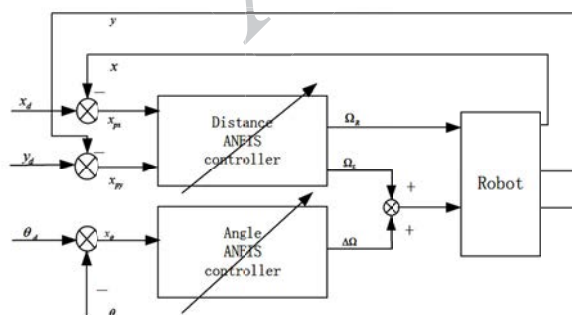 y
x
x_d
−
x_px
Distance
ANFIS
controller
Ω_R
−
y_d
x_py
Ω_L
+
Robot
θ_d
x_θ
Angle
ANFIS
controller
ΔΩ
+
−
θ